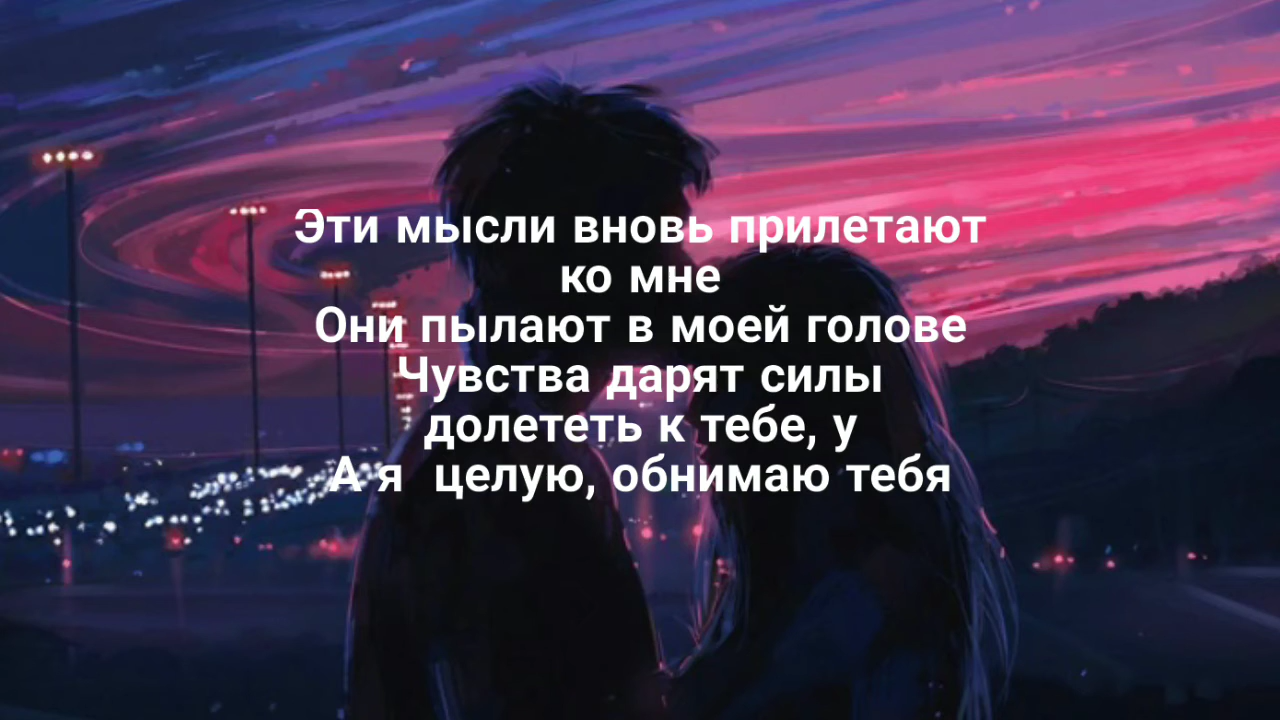 Эти мысли вновь прилетают
ко мне
Они пылают в моей голове
Чувства дарят силы
долететь к тебе, у
А я  целую, обнимаю тебя